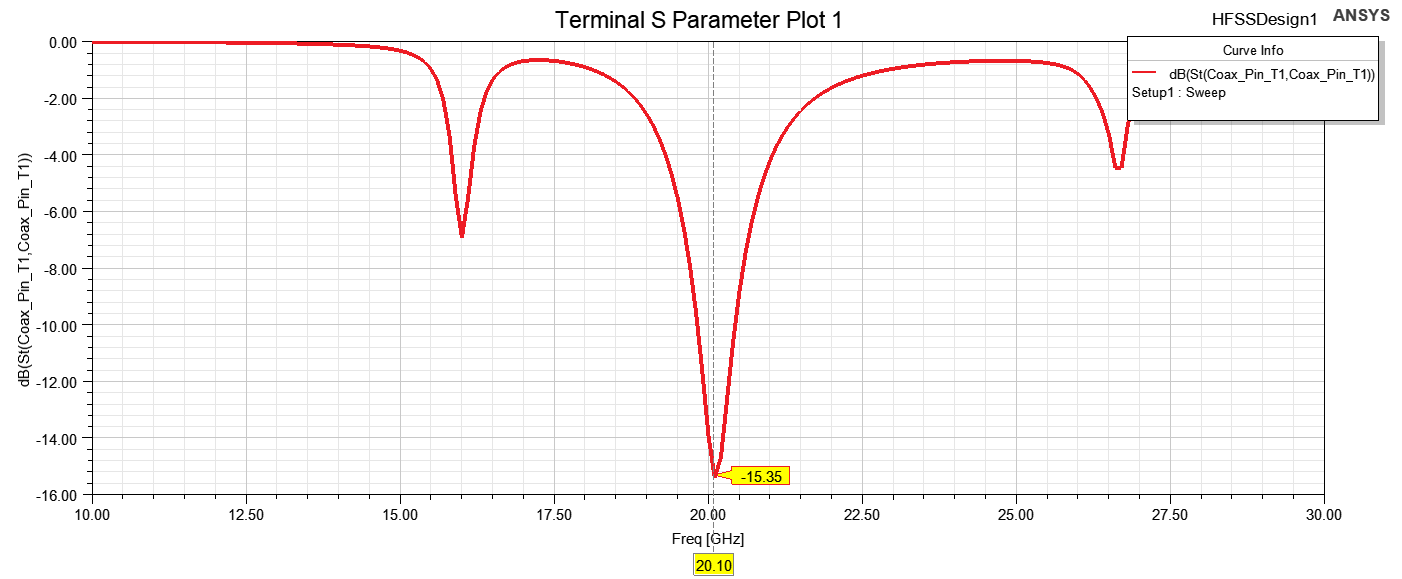 Terminal S Parameter Plot 1
HFSSDesign1
ANSYS
Curve Info
dB(St(Coax_Pin_T1,Coax_Pin_T1))
Setup1 : Sweep
dB(St(Coax_Pin_T1,Coax_Pin_T1))
0.00
-2.00
-4.00
-6.00
-8.00
-10.00
-12.00
-14.00
-16.00
-15.35
10.00 12.50 15.00 17.50 20.00 22.50 25.00 27.50 30.00
Freq [GHz]
20.10